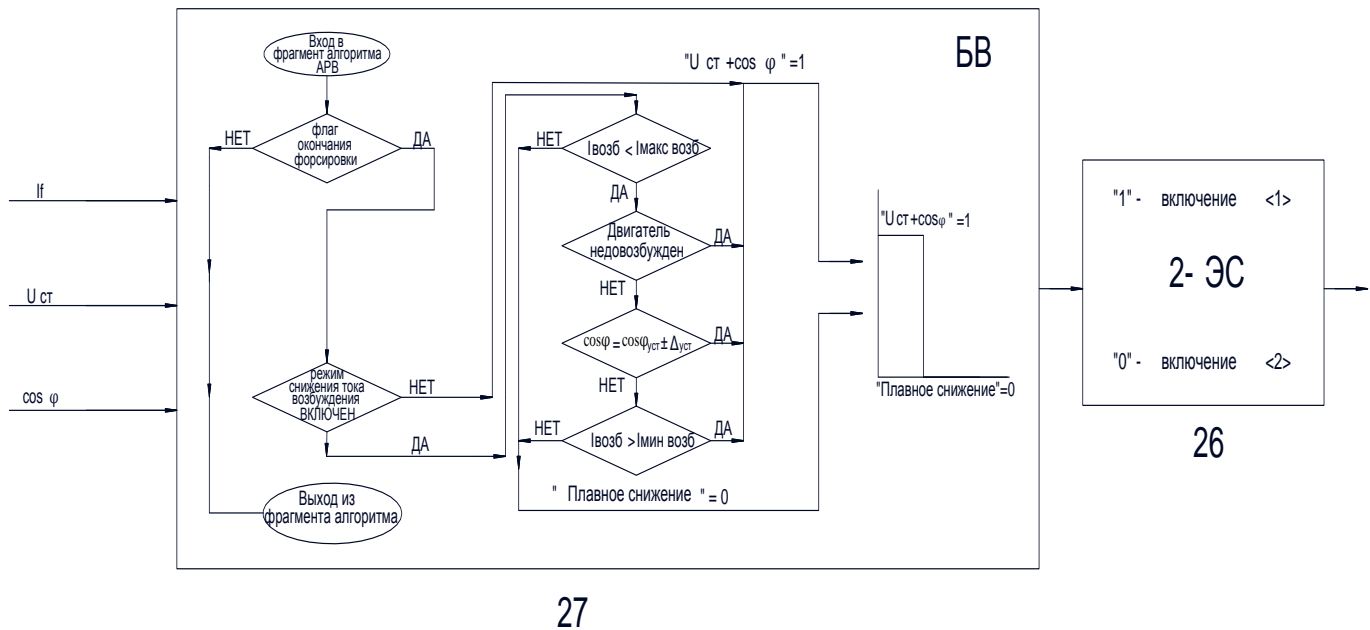 Вход в
фрагмент алгоритма
АРВ
НЕТ
флаг
окончания
форсировки
ДА
If
U ст
cos φ
режим
снижения тока
возбуждения
ВКЛЮЧЕН
НЕТ
ДА
Выход из
фрагмента алгоритма
"U ст +cos φ " =1
БВ
НЕТ
Iвозб < Iмакс возб
ДА
Двигатель
недовозбужден
ДА
НЕТ
cosφ = cosφуст ± Δуст
ДА
НЕТ
НЕТ
Iвозб > Iмин возб
ДА
" Плавное снижение " = 0
"U ст+cosφ " =1
"Плавное снижение"=0
"1" - включение <1>
2- ЭС
"0" - включение <2>
26
27